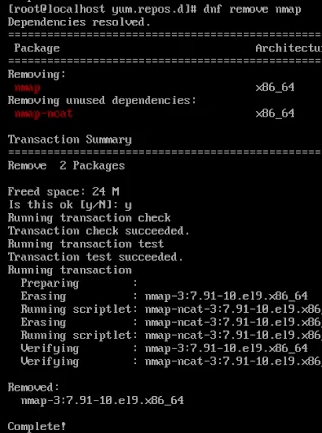 [root@localhost yum.repos.d]# dnf remove nmap
Dependencies resolved.
================================================
 Package                         Architectu
================================================
Removing:
 nmap                            x86_64
Removing unused dependencies:
 nmap-ncat                       x86_64

Transaction Summary
================================================
Remove  2 Packages

Freed space: 24 M
Is this ok [y/N]: y
Running transaction check
Transaction check succeeded.
Running transaction test
Transaction test succeeded.
Running transaction
  Preparing        :
  Erasing          : nmap-3:7.91-10.el9.x86_64
  Running scriptlet: nmap-ncat-3:7.91-10.el9.x86
  Erasing          : nmap-ncat-3:7.91-10.el9.x86
  Running scriptlet: nmap-ncat-3:7.91-10.el9.x86
  Verifying        : nmap-3:7.91-10.el9.x86_64
  Verifying        : nmap-ncat-3:7.91-10.el9.x86

Removed:
  nmap-3:7.91-10.el9.x86_64

Complete!